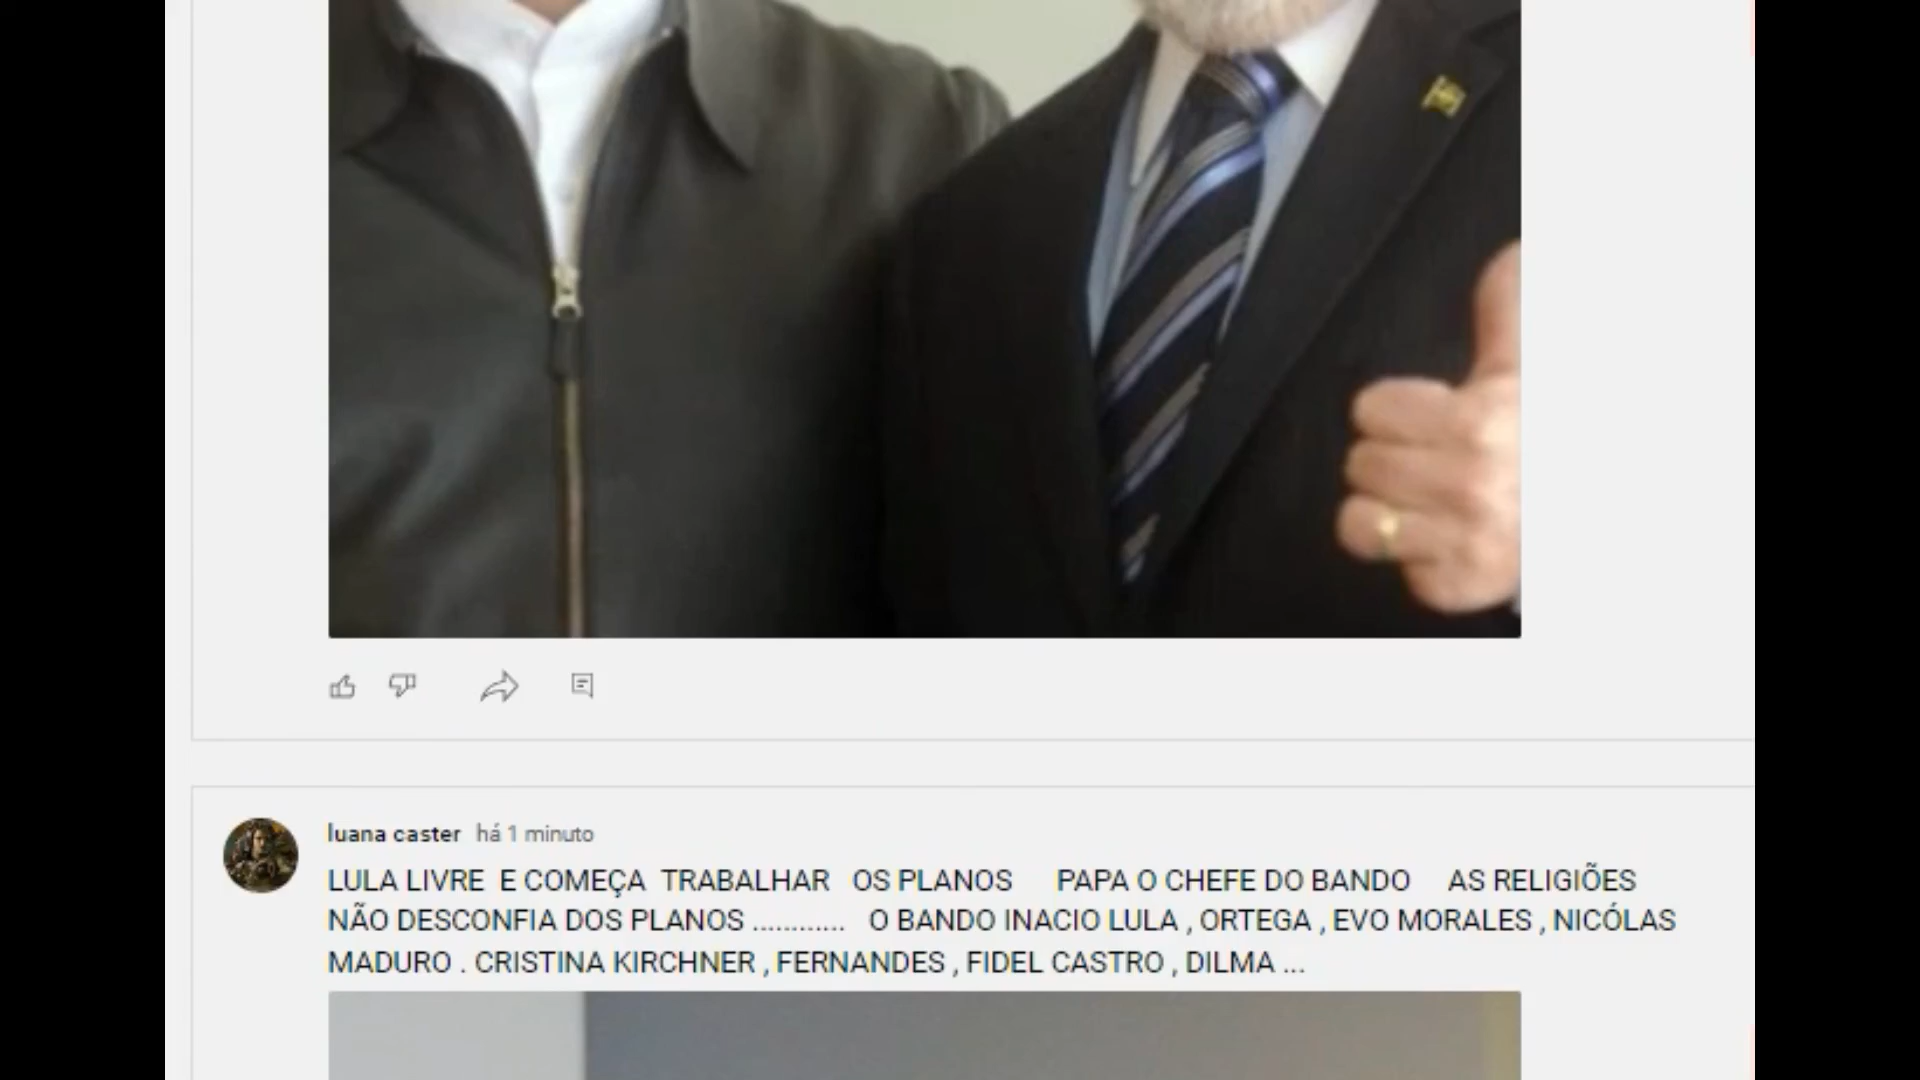 luana caster há 1 minuto
LULA LIVRE E COMEÇA TRABALHAR OS PLANOS PAPA O CHEFE DO BANDO AS RELIGIÕES
NÃO DESCONFIA DOS PLANOS ............ O BANDO INACIO LULA , ORTEGA , EVO MORALES , NICÓLAS
MADURO . CRISTINA KIRCHNER , FERNANDES , FIDEL CASTRO , DILMA ...